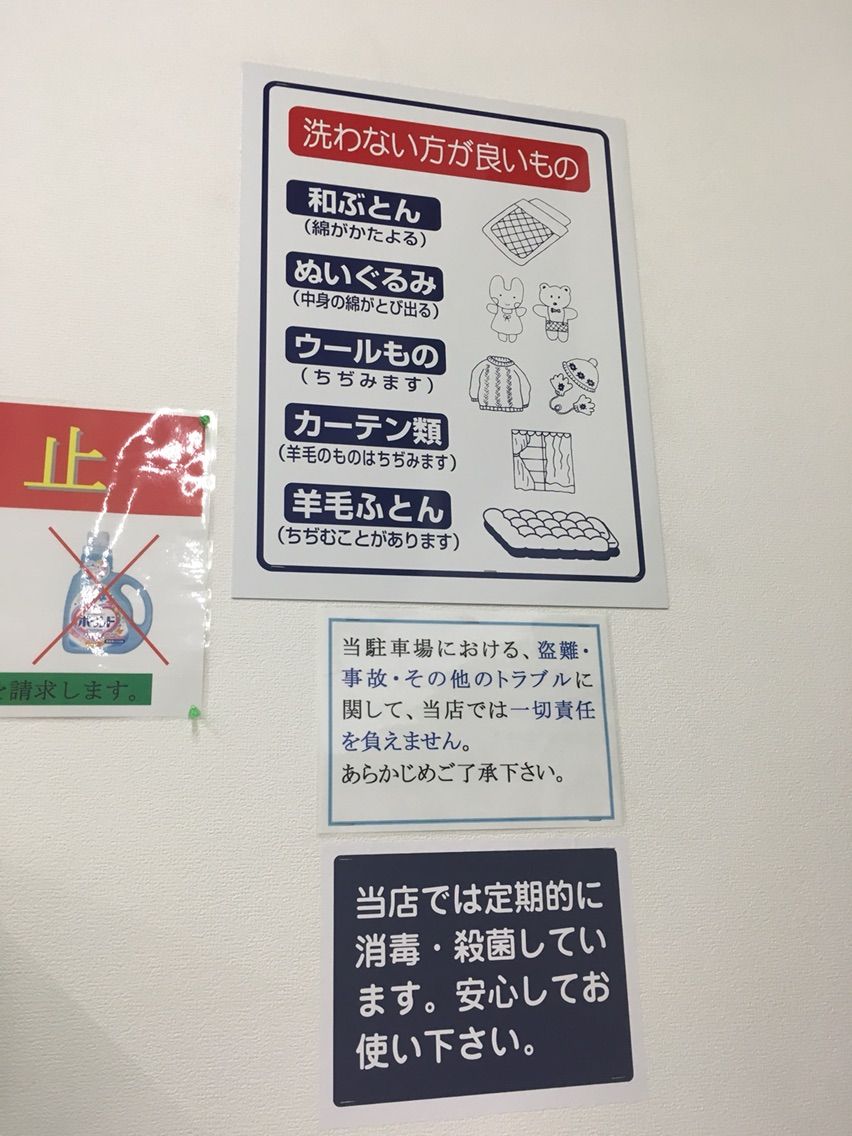 洗わない方が良いもの
和ぶとん
(綿がかたよる)
ぬいぐるみ
(中身の綿がとび出る)
ウールもの
(ちぢみます)
カーテン類
(羊毛のものはちぢみます)
羊毛ふとん
(ちぢむことがあります)
止
請求します。
当駐車場における、盗難・
事故・その他のトラブルに
関して、当店では一切責任
を負えません。
あらかじめご了承下さい。
当店では定期的に
消毒・殺菌してい
ます。安心してお
使い下さい。